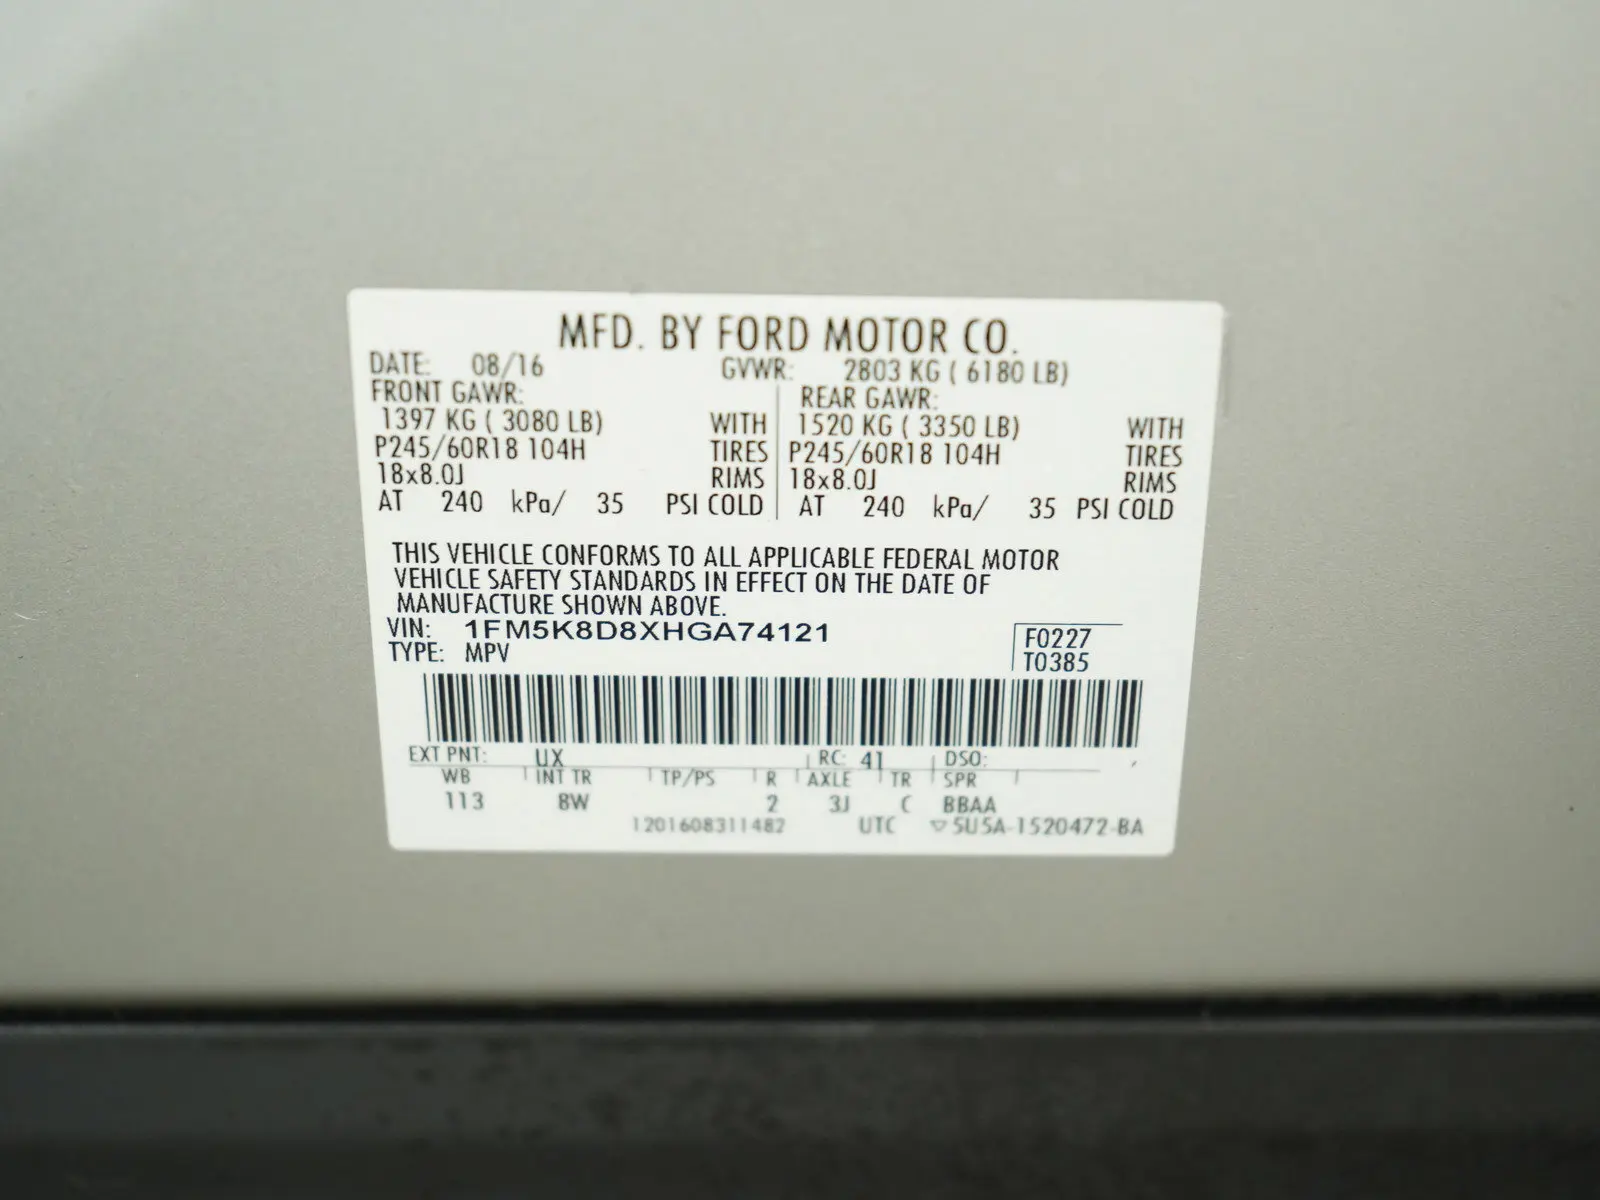 MFD. BY FORD MOTOR CO.
DATE: 08/16 GVWR: 2803 KG ( 6180 LB)
FRONT GAWR: REAR GAWR:
1397 KG ( 3080 LB) WITH 1520 KG ( 3350 LB) WITH
P245/60R18 104H TIRES P245/60R18 104H TIRES
18x8.0J RIMS 18x8.0J RIMS
AT 240 kPa/ 35 PSI COLD AT 240 kPa/ 35 PSI COLD
THIS VEHICLE CONFORMS TO ALL APPLICABLE FEDERAL MOTOR
VEHICLE SAFETY STANDARDS IN EFFECT ON THE DATE OF
MANUFACTURE SHOWN ABOVE.
VIN: 1FM5K8D8XHGA74121 F0227
TYPE: MPV T0385
EXT PNT: UX RC: 41 DSO:
WB INT TR TP/PS R AXLE TR SPR
113 8W 2 3J C BBAA
1201608311482 UTC ▽5U5A-1520472-BA